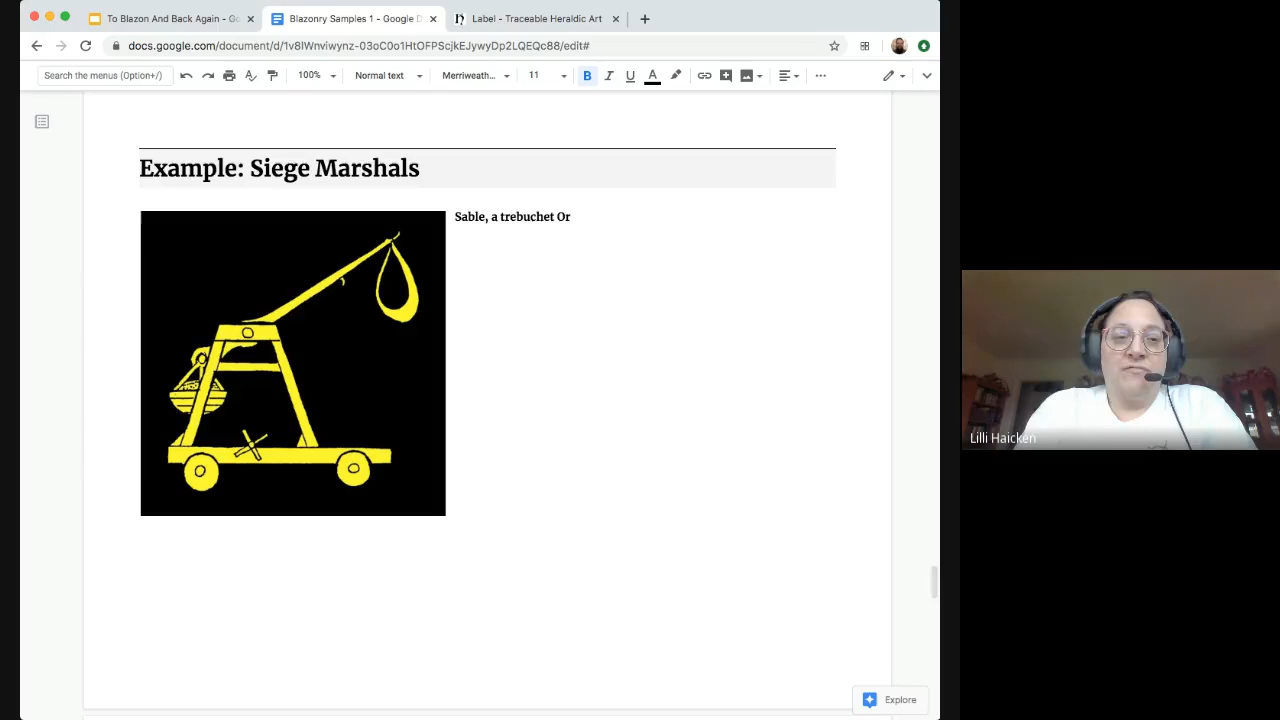 To Blazon And Back Again - Go
Blazonry Samples 1 - Google D
Label - Traceable Heraldic Art
docs.google.com/document/d/1v8lWnviwynz-03oC0o1HtOFPScjkEJywyDp2LQEQc88/edit#
Search the menus (Option+/)
100%
Normal text
Merriweath...
11
B
I
U
A
Example: Siege Marshals
Sable, a trebuchet Or
Lilli Haicken
Explore